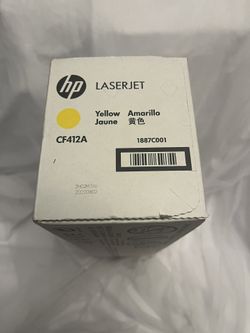 hp LASERJET
Yellow Amarillo
Jaune 黄色
CF412A
1887C001